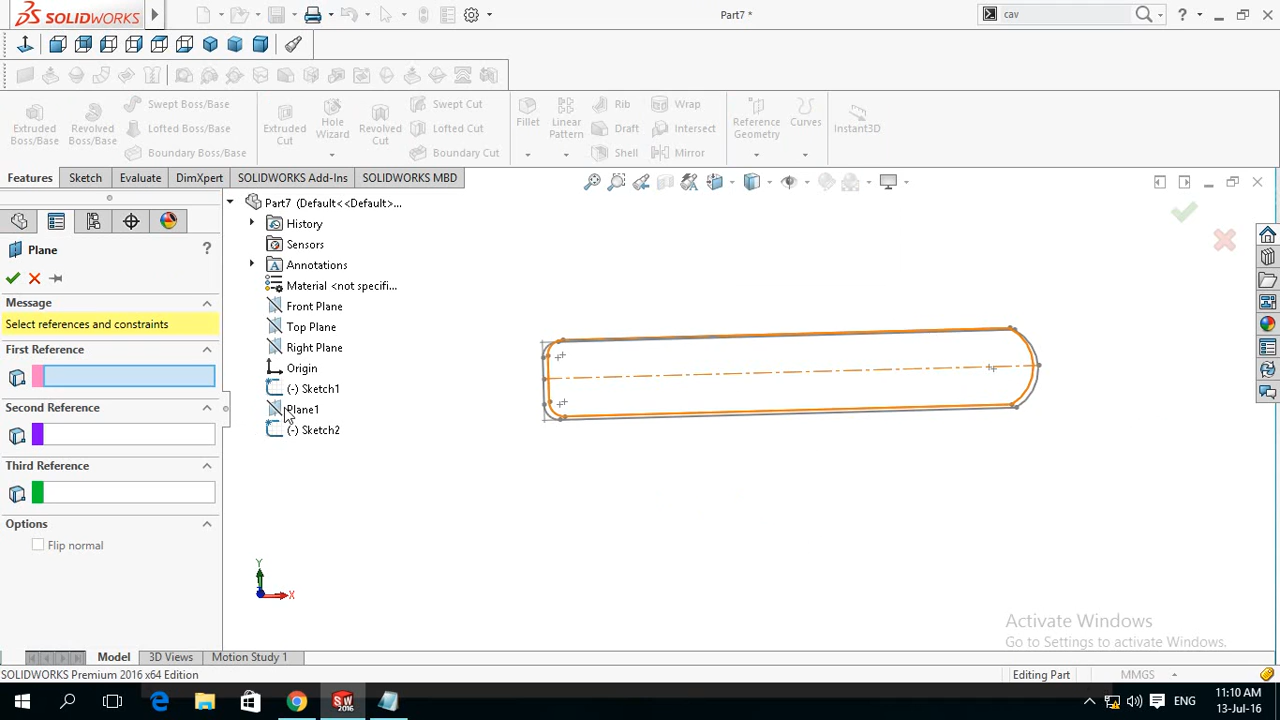 SOLIDWORKS
Part7 *
cav
Extruded Boss/Base
Revolved Boss/Base
Swept Boss/Base
Lofted Boss/Base
Boundary Boss/Base
Extruded Cut
Hole Wizard
Revolved Cut
Swept Cut
Lofted Cut
Boundary Cut
Fillet
Linear Pattern
Rib
Draft
Shell
Wrap
Intersect
Mirror
Reference Geometry
Curves
Instant3D
Features
Sketch
Evaluate
DimXpert
SOLIDWORKS Add-Ins
SOLIDWORKS MBD
Plane
?
Message
Select references and constraints
First Reference
Second Reference
Third Reference
Options
Flip normal
Part7 (Default<<Default>...
History
Sensors
Annotations
Material <not specifi...
Front Plane
Top Plane
Right Plane
Origin
(-) Sketch1
Plane1
(-) Sketch2
Y
X
Activate Windows
Go to Settings to activate Windows.
Model
3D Views
Motion Study 1
SOLIDWORKS Premium 2016 x64 Edition
Editing Part
MMGS
SW
2016
ENG
11:10 AM
13-Jul-16